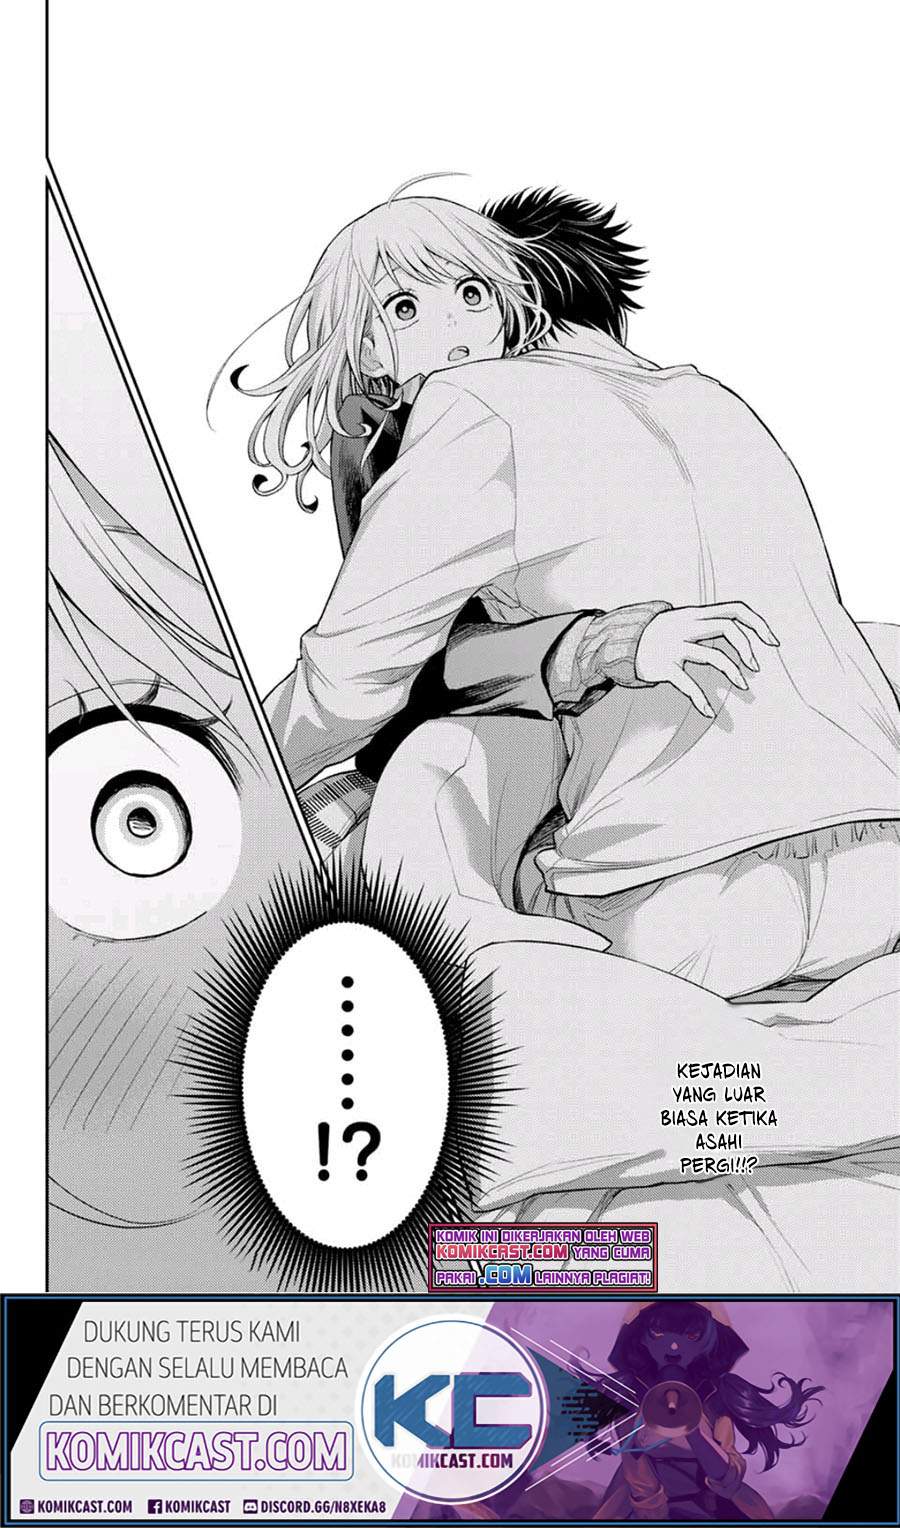 .......
!?
KEJADIAN
YANG LUAR
BIASA KETIKA
ASAHI
PERGI!!?
KOMIK INI DIKERJAKAN OLEH WEB
KOMIKCAST.COM YANG CUMA
PAKAI .COM LAINNYA PLAGIAT!
DUKUNG TERUS KAMI
DENGAN SELALU MEMBACA
DAN BERKOMENTAR DI
KOMIKCAST.COM
KC
KOMIKCAST.COM
KOMIKCAST.COM KOMIKCAST DISCORD.GG/N8XEKA8